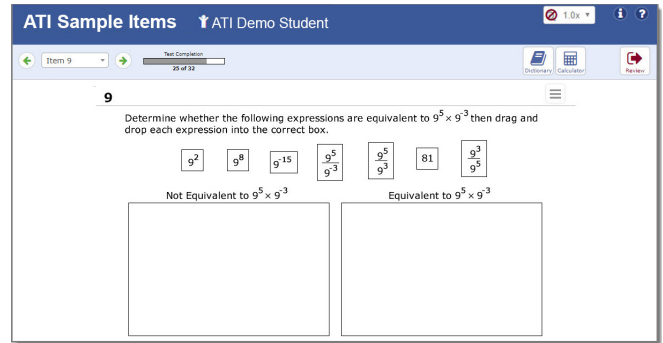 ATI Sample Items ATI Demo Student 1.0x i ?
Item 9 Test Completion 25 of 32 Dictionary Calculator Review
9
Determine whether the following expressions are equivalent to 9⁵ × 9⁻³ then drag and
drop each expression into the correct box.
9² 9⁸ 9⁻¹⁵ 9⁵/9⁻³ 9⁵/9³ 81 9³/9⁵
Not Equivalent to 9⁵ × 9⁻³ Equivalent to 9⁵ × 9⁻³